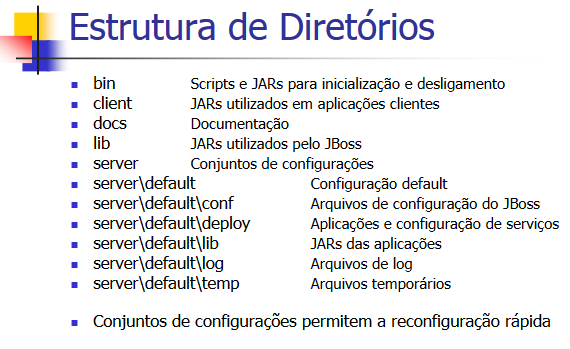 Estrutura de Diretórios
bin Scripts e JARs para inicialização e desligamento
client JARs utilizados em aplicações clientes
docs Documentação
lib JARs utilizados pelo JBoss
server Conjuntos de configurações
server\default Configuração default
server\default\conf Arquivos de configuração do JBoss
server\default\deploy Aplicações e configuração de serviços
server\default\lib JARs das aplicações
server\default\log Arquivos de log
server\default\temp Arquivos temporários
Conjuntos de configurações permitem a reconfiguração rápida